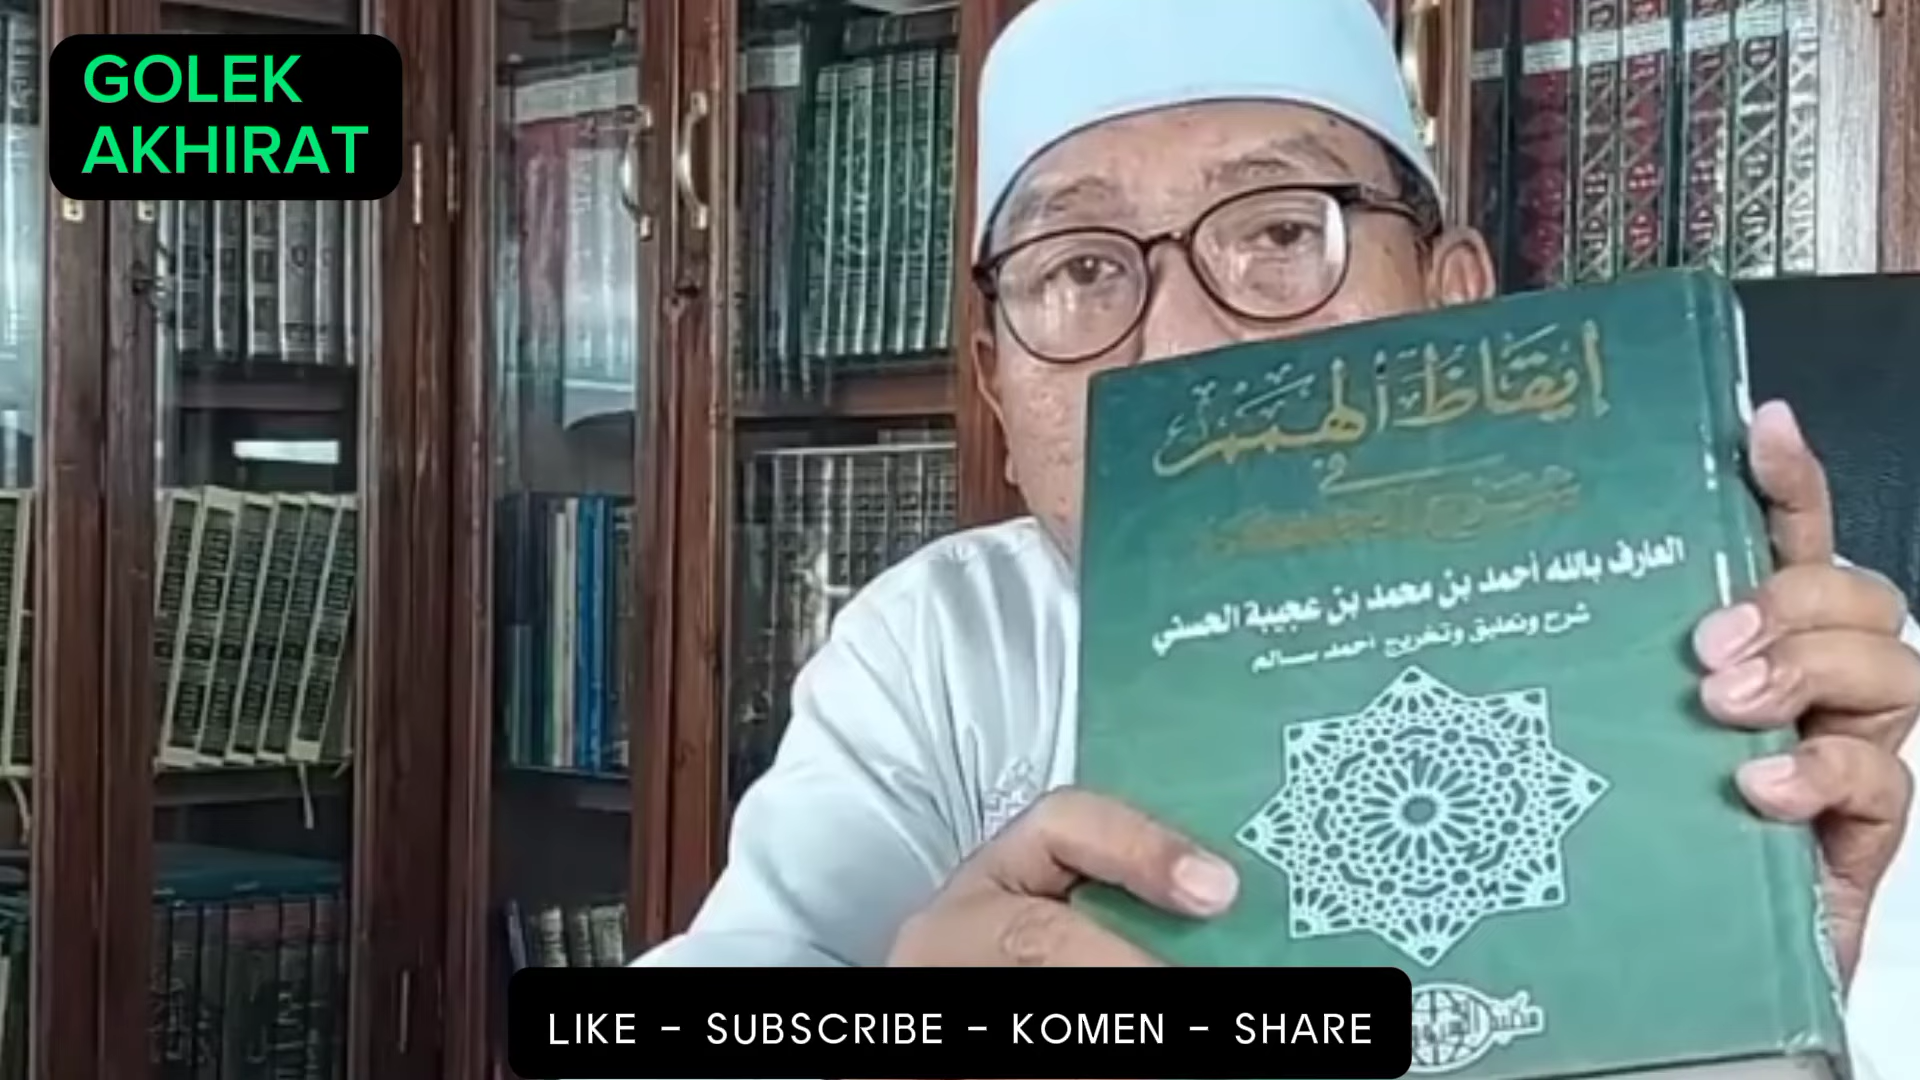 GOLEK
AKHIRAT
إيقاظ الهمم
في
العارف بالله أحمد بن محمد بن عجيبة الحسني
شرح وتعليق وتخريج أحمد سالم
LIKE - SUBSCRIBE - KOMEN - SHARE